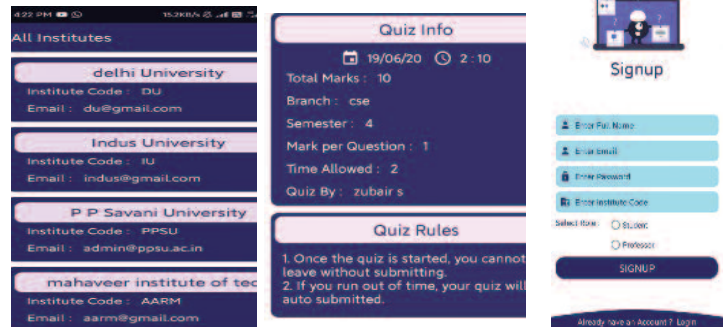 4:22 PM
15.2KB/s
All Institutes
delhi University
Institute Code : DU
Email : du@gmail.com
Indus University
Institute Code : IU
Email : indus@gmail.com
P P Savani University
Institute Code : PPSU
Email : admin@ppsu.ac.in
mahaveer institute of tec
Institute Code : AARM
Email : aarm@gmail.com
Quiz Info
19/06/20 2:10
Total Marks : 10
Branch : cse
Semester : 4
Mark per Question : 1
Time Allowed : 2
Quiz By : zubair s
Quiz Rules
1. Once the quiz is started, you cannot
leave without submitting.
2. If you run out of time, your quiz will
auto submitted.
Signup
Enter Full Name
Enter Email
Enter Password
Enter Institute Code
Select Role :
Student
Professor
SIGNUP
Already have an Account ? Login